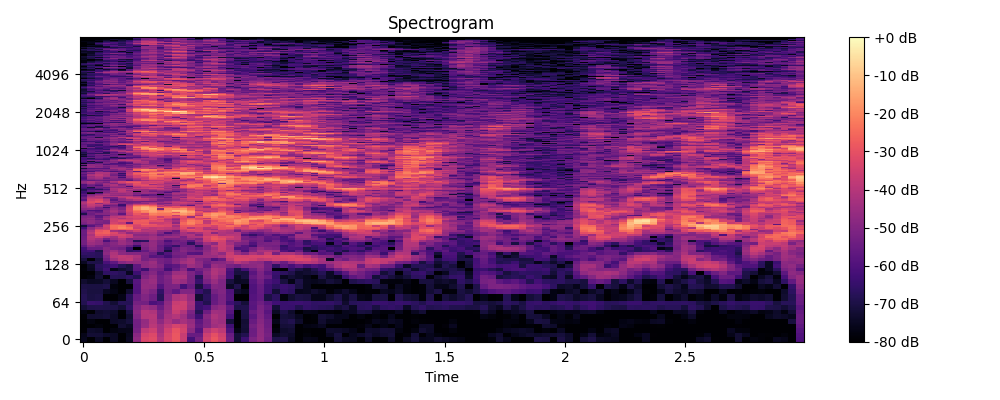 Spectrogram
Hz
4096
2048
1024
512
256
128
64
0
0
0.5
1
1.5
2
2.5
Time
+0 dB
-10 dB
-20 dB
-30 dB
-40 dB
-50 dB
-60 dB
-70 dB
-80 dB